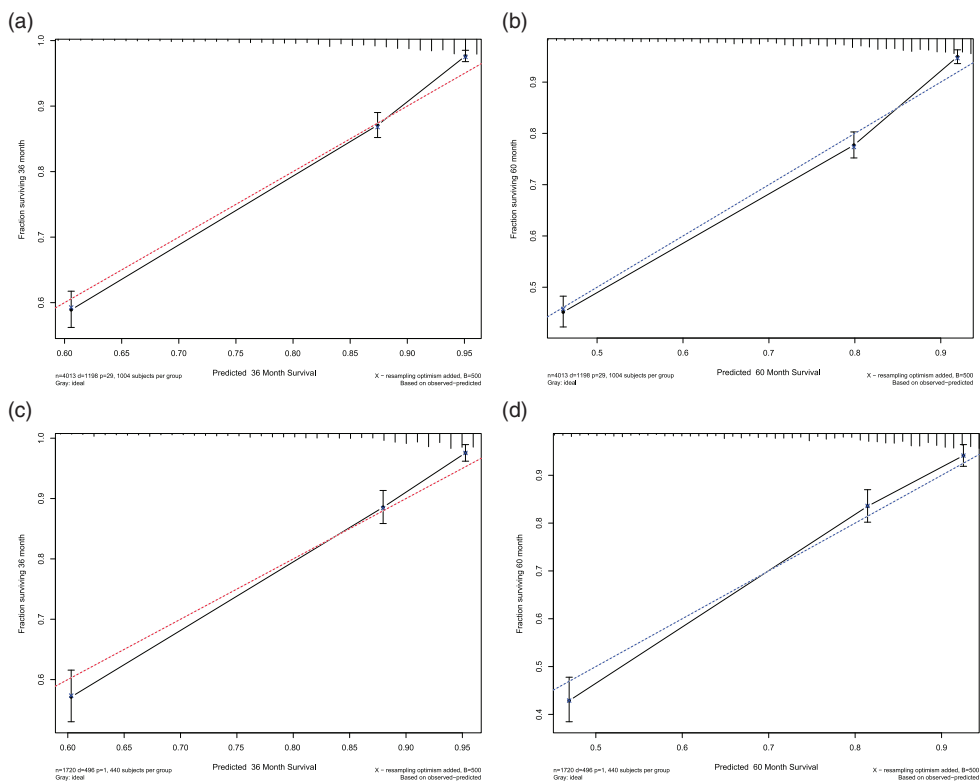 (a)
Fraction surviving 36 month
1.0
0.9
0.8
0.7
0.6
0.60 0.65 0.70 0.75 0.80 0.85 0.90 0.95
Predicted 36 Month Survival
n=4013 d=1198 p=29, 1004 subjects per group
Gray: ideal
X − resampling optimism added, B=500
Based on observed-predicted
(b)
Fraction surviving 60 month
0.9
0.8
0.7
0.6
0.5
0.5 0.6 0.7 0.8 0.9
Predicted 60 Month Survival
n=4013 d=1198 p=29, 1004 subjects per group
Gray: ideal
X − resampling optimism added, B=500
Based on observed-predicted
(c)
Fraction surviving 36 month
1.0
0.9
0.8
0.7
0.6
0.60 0.65 0.70 0.75 0.80 0.85 0.90 0.95
Predicted 36 Month Survival
n=1720 d=496 p=1, 440 subjects per group
Gray: ideal
X − resampling optimism added, B=500
Based on observed-predicted
(d)
Fraction surviving 60 month
0.9
0.8
0.7
0.6
0.5
0.4
0.5 0.6 0.7 0.8 0.9
Predicted 60 Month Survival
n=1720 d=496 p=1, 440 subjects per group
Gray: ideal
X − resampling optimism added, B=500
Based on observed-predicted